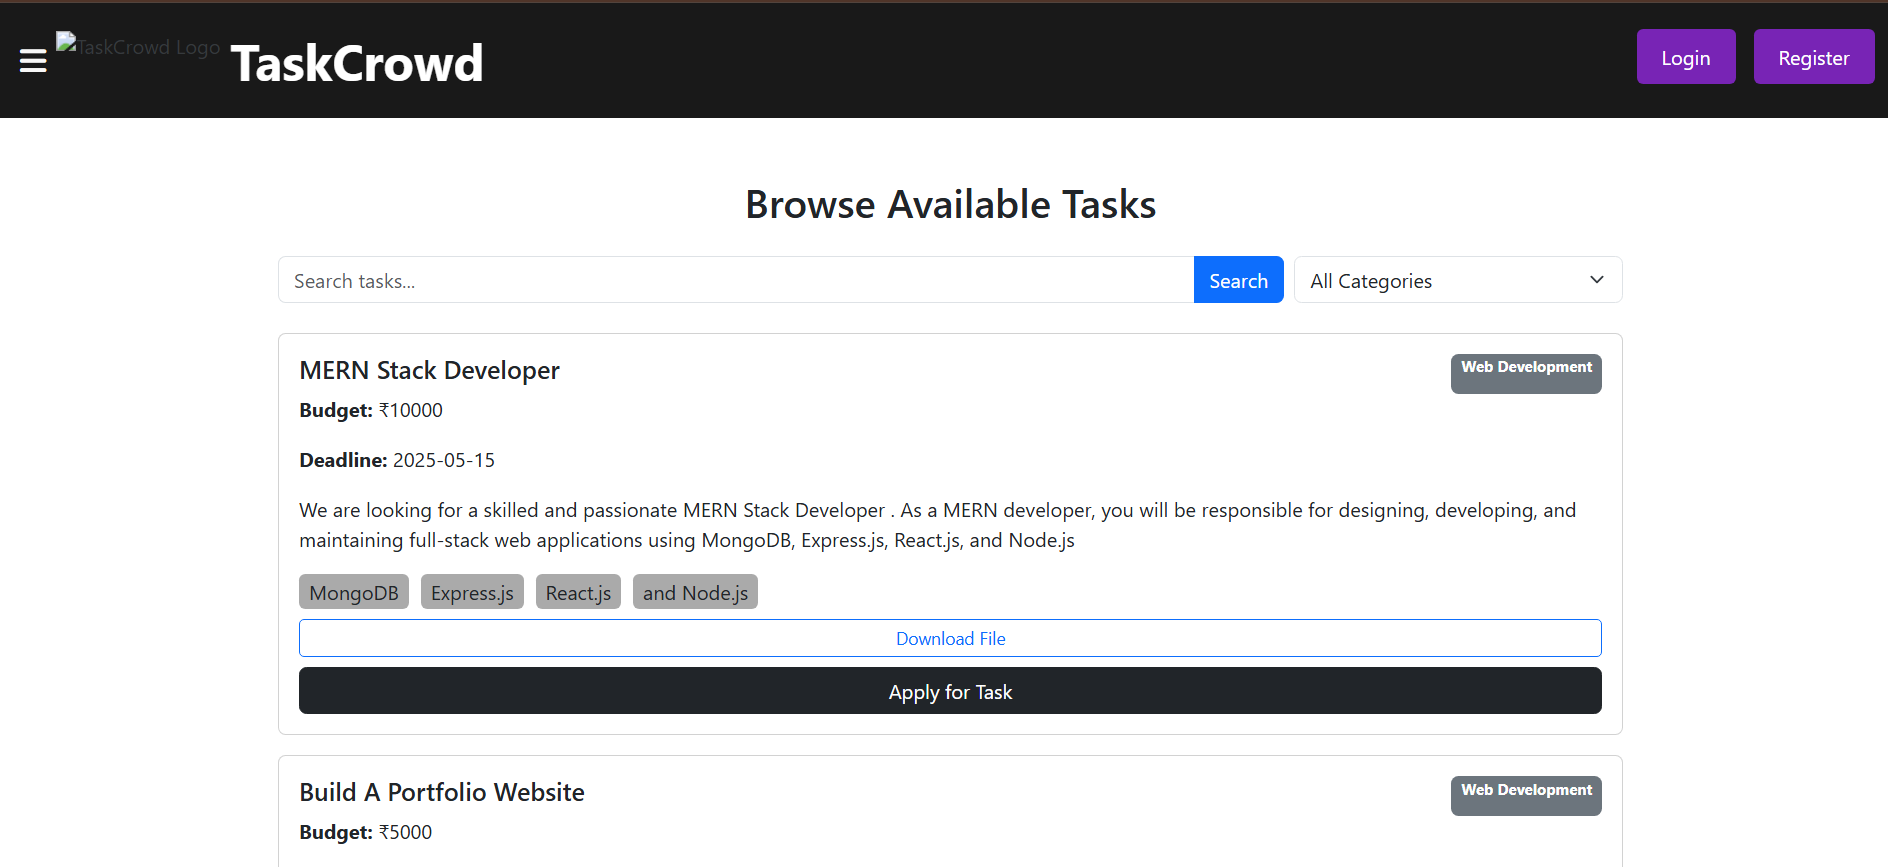 TaskCrowd Logo
TaskCrowd
Login
Register
Browse Available Tasks
Search tasks...
Search
All Categories
MERN Stack Developer
Web Development
Budget: ₹10000
Deadline: 2025-05-15
We are looking for a skilled and passionate MERN Stack Developer . As a MERN developer, you will be responsible for designing, developing, and
maintaining full-stack web applications using MongoDB, Express.js, React.js, and Node.js
MongoDB
Express.js
React.js
and Node.js
Download File
Apply for Task
Build A Portfolio Website
Web Development
Budget: ₹5000